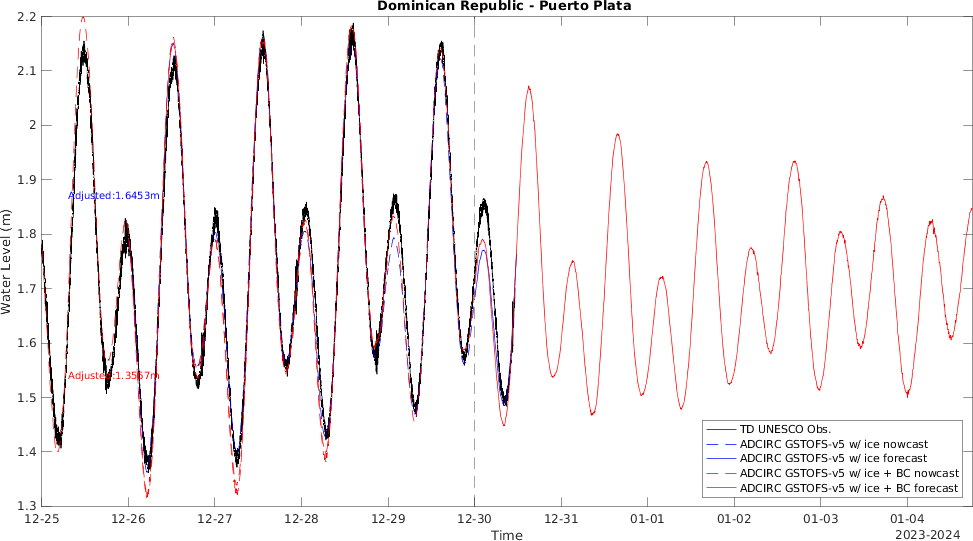 Dominican Republic - Puerto Plata
2.2
2.1
2
1.9
1.8
1.7
1.6
1.5
1.4
1.3
Water Level (m)
Adjusted:1.6453m
Adjusted:1.3567m
TD UNESCO Obs.
ADCIRC GSTOFS-v5 w/ ice nowcast
ADCIRC GSTOFS-v5 w/ ice forecast
ADCIRC GSTOFS-v5 w/ ice + BC nowcast
ADCIRC GSTOFS-v5 w/ ice + BC forecast
12-25 12-26 12-27 12-28 12-29 12-30 12-31 01-01 01-02 01-03 01-04
Time
2023-2024